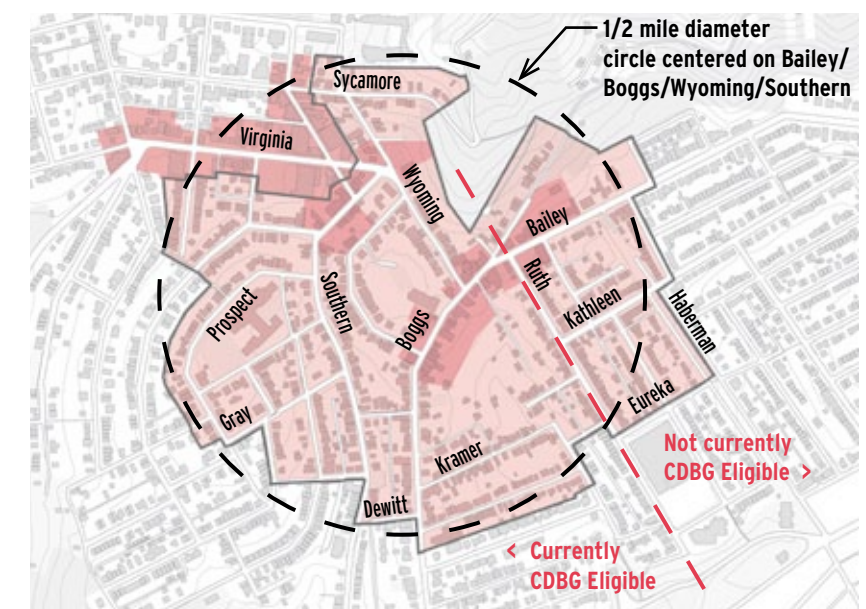 1/2 mile diameter
circle centered on Bailey/
Boggs/Wyoming/Southern
Sycamore
Virginia
Wyoming
Bailey
Ruth
Southern
Prospect
Kathleen
Haberman
Boggs
Eureka
Gray
Kramer
Not currently
CDBG Eligible >
Dewitt
< Currently
CDBG Eligible